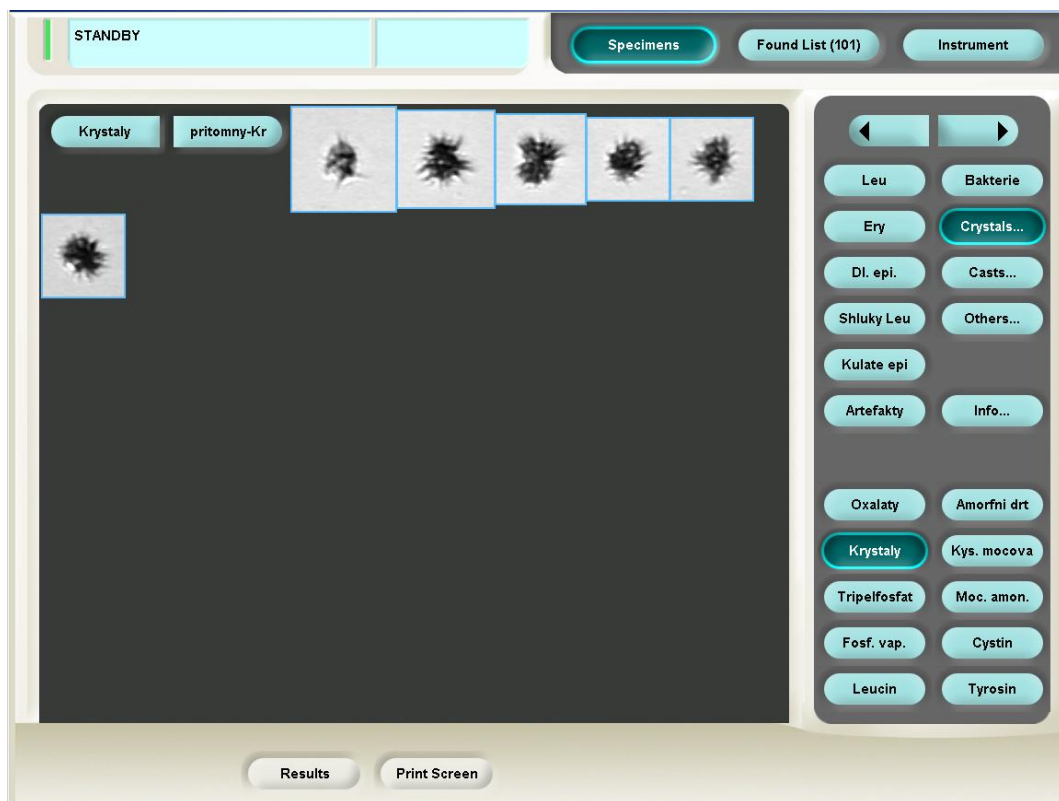 STANDBY
Specimens
Found List (101)
Instrument
Krystaly
pritomny-Kr
Leu
Bakterie
Ery
Crystals...
Dl. epi.
Casts...
Shluky Leu
Others...
Kulate epi
Artefakty
Info...
Oxalaty
Amorfni drt
Krystaly
Kys. mocova
Tripelfosfat
Moc. amon.
Fosf. vap.
Cystin
Leucin
Tyrosin
Results
Print Screen